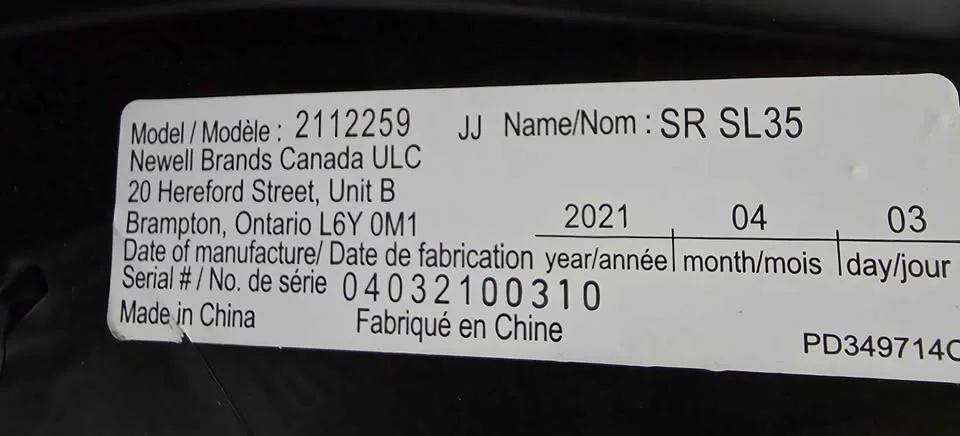 Model / Modèle : 2112259 JJ Name/Nom : SR SL35
Newell Brands Canada ULC
20 Hereford Street, Unit B
Brampton, Ontario L6Y 0M1 2021 04 03
Date of manufacture/ Date de fabrication year/année month/mois day/jour
Serial # / No. de série 04032100310
Made in China Fabriqué en Chine PD349714C